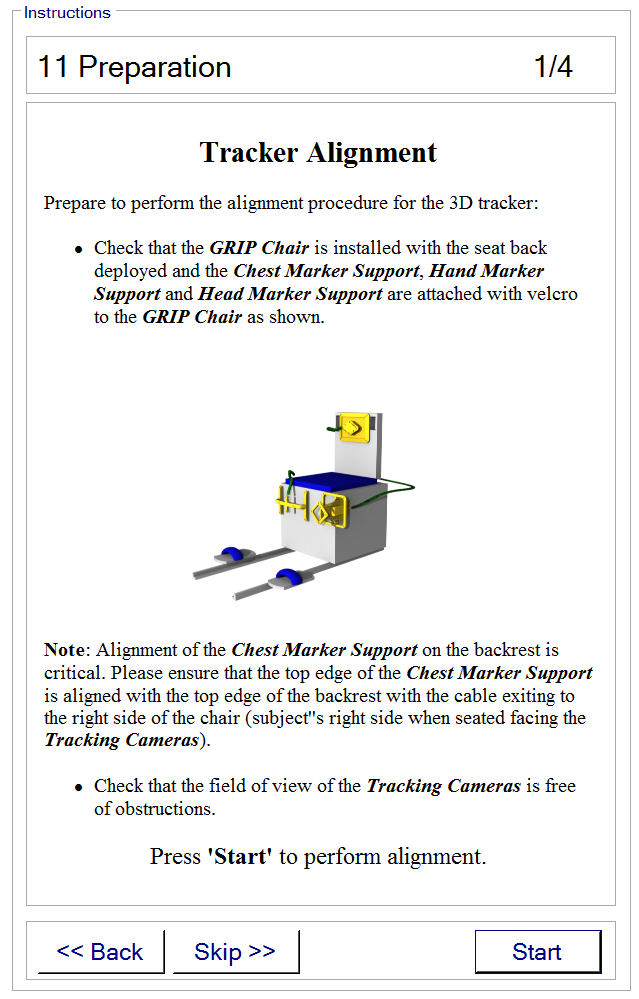 Instructions
11 Preparation 1/4
Tracker Alignment
Prepare to perform the alignment procedure for the 3D tracker:
• Check that the GRIP Chair is installed with the seat back
deployed and the Chest Marker Support, Hand Marker
Support and Head Marker Support are attached with velcro
to the GRIP Chair as shown.
Note: Alignment of the Chest Marker Support on the backrest is
critical. Please ensure that the top edge of the Chest Marker Support
is aligned with the top edge of the backrest with the cable exiting to
the right side of the chair (subject"s right side when seated facing the
Tracking Cameras).
• Check that the field of view of the Tracking Cameras is free
of obstructions.
Press 'Start' to perform alignment.
<< Back Skip >> Start